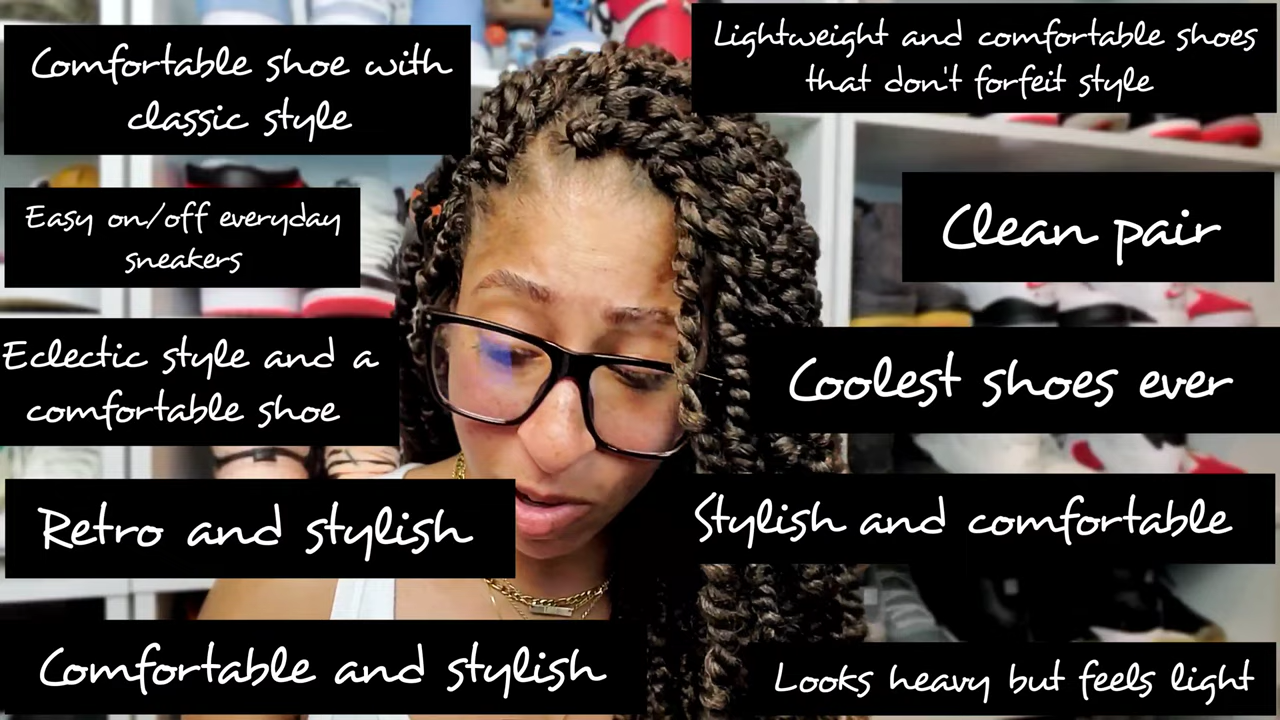 Comfortable shoe with
classic style
Easy on/off everyday
sneakers
Eclectic style and a
comfortable shoe
Retro and stylish
Comfortable and stylish
Lightweight and comfortable shoes
that don't forfeit style
Clean pair
Coolest shoes ever
Stylish and comfortable
Looks heavy but feels light